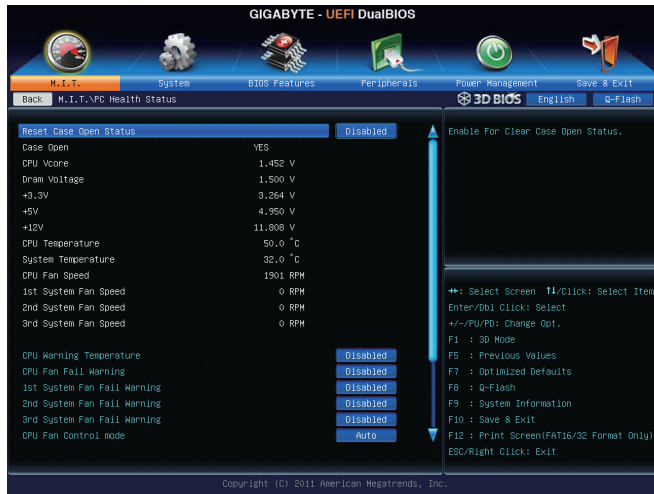 GIGABYTE - UEFI DualBIOS
M.I.T. System BIOS Features Peripherals Power Management Save & Exit
Back M.I.T.\PC Health Status 3D BIOS English Q-Flash
Reset Case Open Status Disabled
Case Open YES
CPU Vcore 1.452 V
Dram Voltage 1.500 V
+3.3V 3.264 V
+5V 4.950 V
+12V 11.808 V
CPU Temperature 50.0 °C
System Temperature 32.0 °C
CPU Fan Speed 1901 RPM
1st System Fan Speed 0 RPM
2nd System Fan Speed 0 RPM
3rd System Fan Speed 0 RPM
CPU Warning Temperature Disabled
CPU Fan Fail Warning Disabled
1st System Fan Fail Warning Disabled
2nd System Fan Fail Warning Disabled
3rd System Fan Fail Warning Disabled
CPU Fan Control mode Auto
Enable For Clear Case Open Status.
→←: Select Screen ↑↓/Click: Select Item
Enter/Dbl Click: Select
+/-/PU/PD: Change Opt.
F1 : 3D Mode
F5 : Previous Values
F7 : Optimized Defaults
F8 : Q-Flash
F9 : System Information
F10 : Save & Exit
F12 : Print Screen(FAT16/32 Format Only)
ESC/Right Click: Exit
Copyright (C) 2011 American Megatrends, Inc.